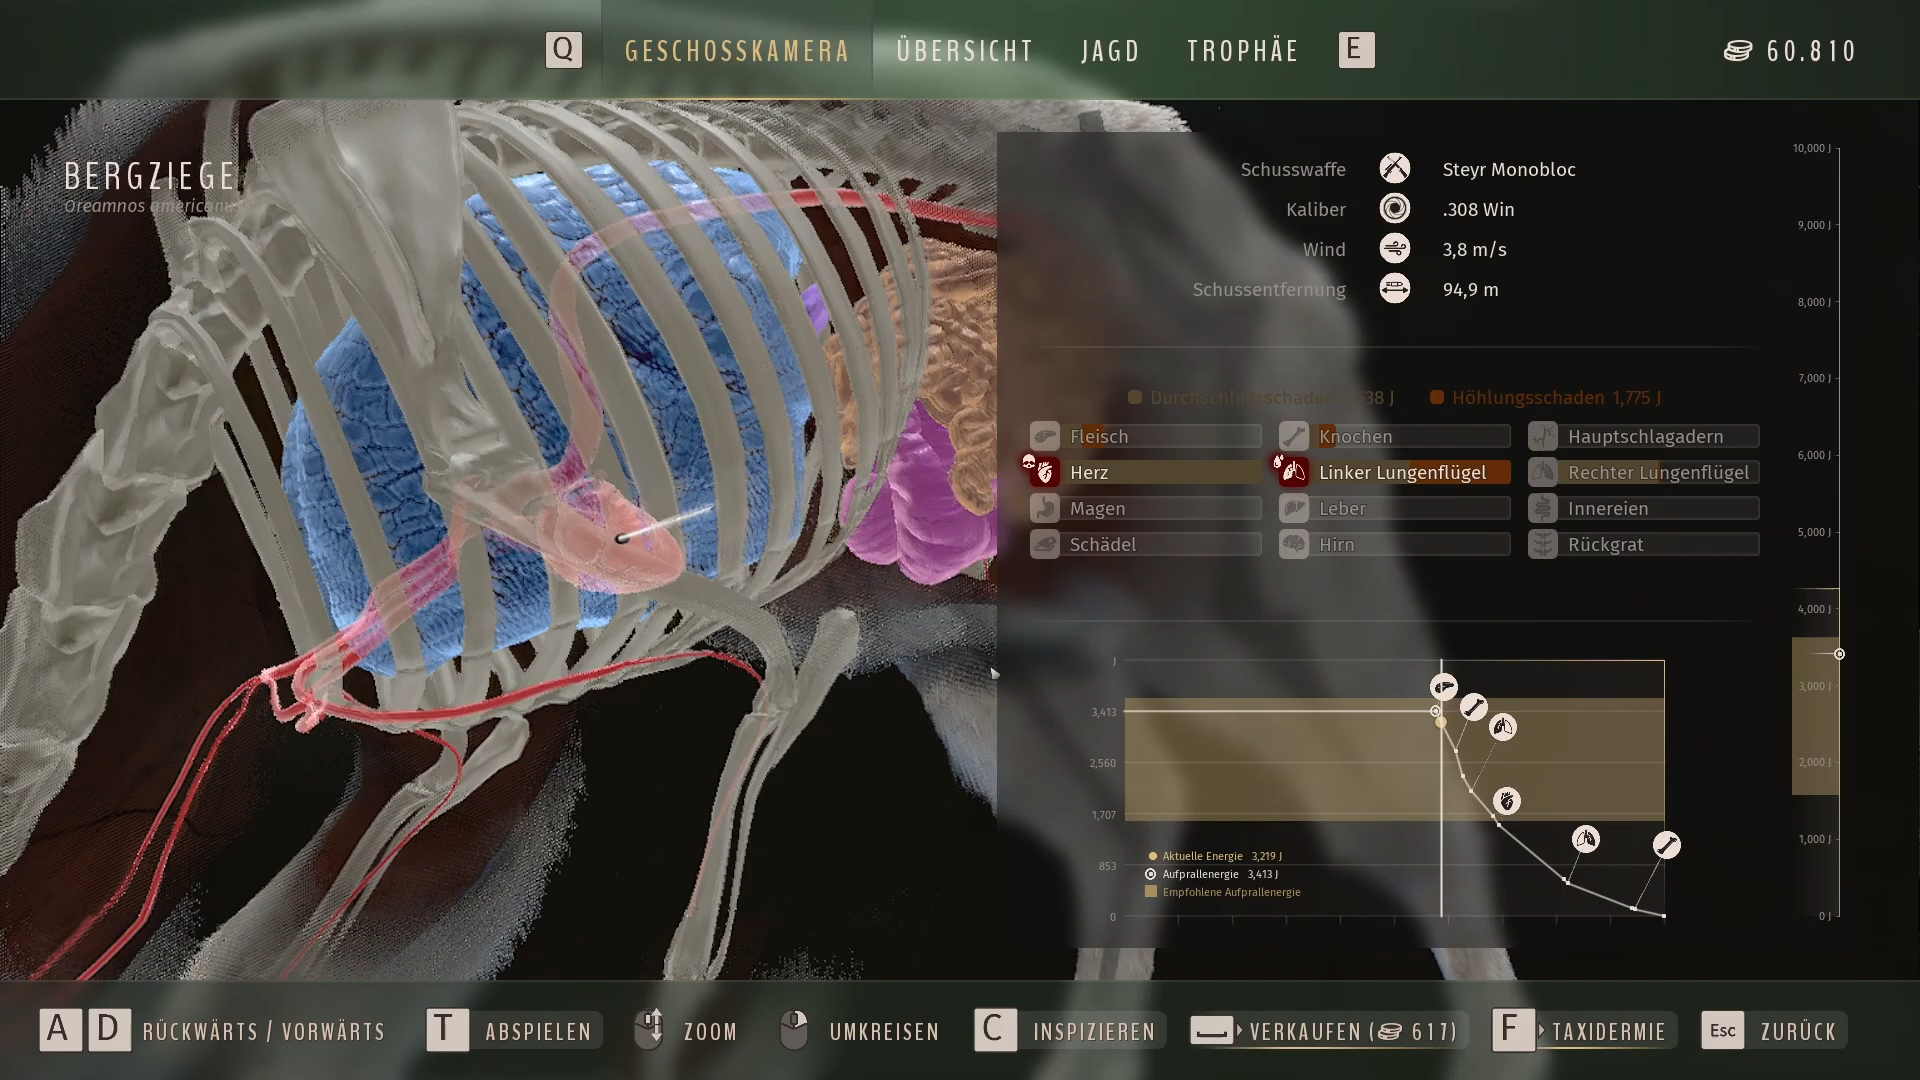 Q GESCHOSSKAMERA ÜBERSICHT JAGD TROPHÄE E 60.810
BERGZIEGE
Oreamnos americanus
Schusswaffe Steyr Monobloc
Kaliber .308 Win
Wind 3,8 m/s
Schussentfernung 94,9 m
Durchschlagsschaden Höhlungsschaden 1,775 J
Fleisch Knochen Hauptschlagadern
Herz Linker Lungenflügel Rechter Lungenflügel
Magen Leber Innereien
Schädel Hirn Rückgrat
10,000 J
9,000 J
8,000 J
7,000 J
6,000 J
5,000 J
4,000 J
3,000 J
2,000 J
1,000 J
0 J
J
3,413
2,560
1,707
853
0
Aktuelle Energie 3,219 J
Aufprallenergie 3,413 J
Empfohlene Aufprallenergie
A D RÜCKWÄRTS / VORWÄRTS T ABSPIELEN ZOOM UMKREISEN C INSPIZIEREN VERKAUFEN ( 617) F TAXIDERMIE Esc ZURÜCK